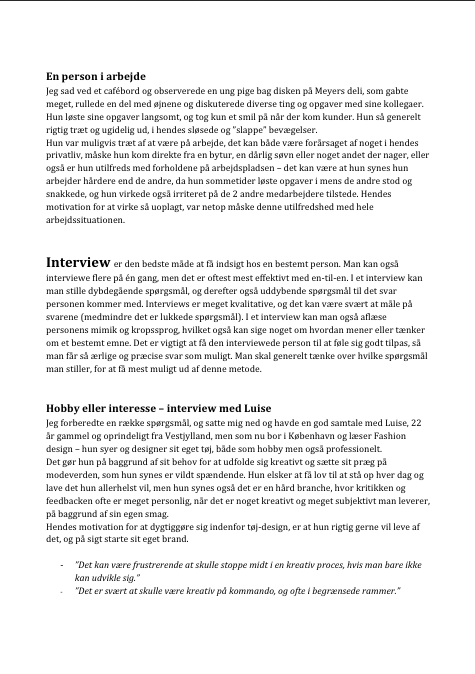 En person i arbejde
Jeg sad ved et cafébord og observerede en ung pige bag disken på Meyers deli, som gabte
meget, rullede en del med øjnene og diskuterede diverse ting og opgaver med sine kollegaer.
Hun løste sine opgaver langsomt, og tog kun et smil på når der kom kunder. Hun så generelt
rigtig træt og ugidelig ud, i hendes sløsede og "slappe" bevægelser.
Hun var muligvis træt af at være på arbejde, det kan både være forårsaget af noget i hendes
privatliv, måske hun kom direkte fra en bytur, en dårlig søvn eller noget andet der nager, eller
også er hun utilfreds med forholdene på arbejdspladsen – det kan være at hun synes hun
arbejder hårdere end de andre, da hun sommetider løste opgaver i mens de andre stod og
snakkede, og hun virkede også irriteret på de 2 andre medarbejdere tilstede. Hendes
motivation for at virke så uoplagt, var netop måske denne utilfredshed med hele
arbejdssituationen.
Interview er den bedste måde at få indsigt hos en bestemt person. Man kan også
interviewe flere på én gang, men det er oftest mest effektivt med en-til-en. I et interview kan
man stille dybdegående spørgsmål, og derefter også uddybende spørgsmål til det svar
personen kommer med. Interviews er meget kvalitative, og det kan være svært at måle på
svarene (medmindre det er lukkede spørgsmål). I et interview kan man også aflæse
personens mimik og kropssprog, hvilket også kan sige noget om hvordan mener eller tænker
om et bestemt emne. Det er vigtigt at få den interviewede person til at føle sig godt tilpas, så
man får så ærlige og præcise svar som muligt. Man skal generelt tænke over hvilke spørgsmål
man stiller, for at få mest muligt ud af denne metode.
Hobby eller interesse – interview med Luise
Jeg forberedte en række spørgsmål, og satte mig ned og havde en god samtale med Luise, 22
år gammel og oprindeligt fra Vestjylland, men som nu bor i København og læser Fashion
design – hun syer og designer sit eget tøj, både som hobby men også professionelt.
Det gør hun på baggrund af sit behov for at udfolde sig kreativt og sætte sit præg på
modeverden, som hun synes er vildt spændende. Hun elsker at få lov til at stå op hver dag og
lave det hun allerhelst vil, men hun synes også det er en hård branche, hvor kritikken og
feedbacken ofte er meget personlig, når det er noget kreativt og meget subjektivt man leverer,
på baggrund af sin egen smag.
Hendes motivation for at dygtiggøre sig indenfor tøj-design, er at hun rigtig gerne vil leve af
det, og på sigt starte sit eget brand.
- "Det kan være frustrerende at skulle stoppe midt i en kreativ proces, hvis man bare ikke
kan udvikle sig."
- "Det er svært at skulle være kreativ på kommando, og ofte i begrænsede rammer."